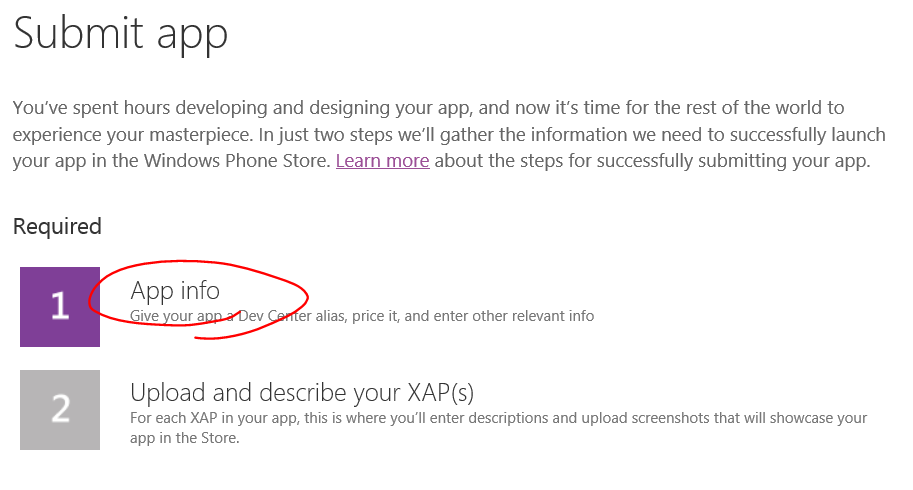 Submit app
You've spent hours developing and designing your app, and now it's time for the rest of the world to
experience your masterpiece. In just two steps we'll gather the information we need to successfully launch
your app in the Windows Phone Store. Learn more about the steps for successfully submitting your app.
Required
1
App info
Give your app a Dev Center alias, price it, and enter other relevant info
2
Upload and describe your XAP(s)
For each XAP in your app, this is where you'll enter descriptions and upload screenshots that will showcase your
app in the Store.